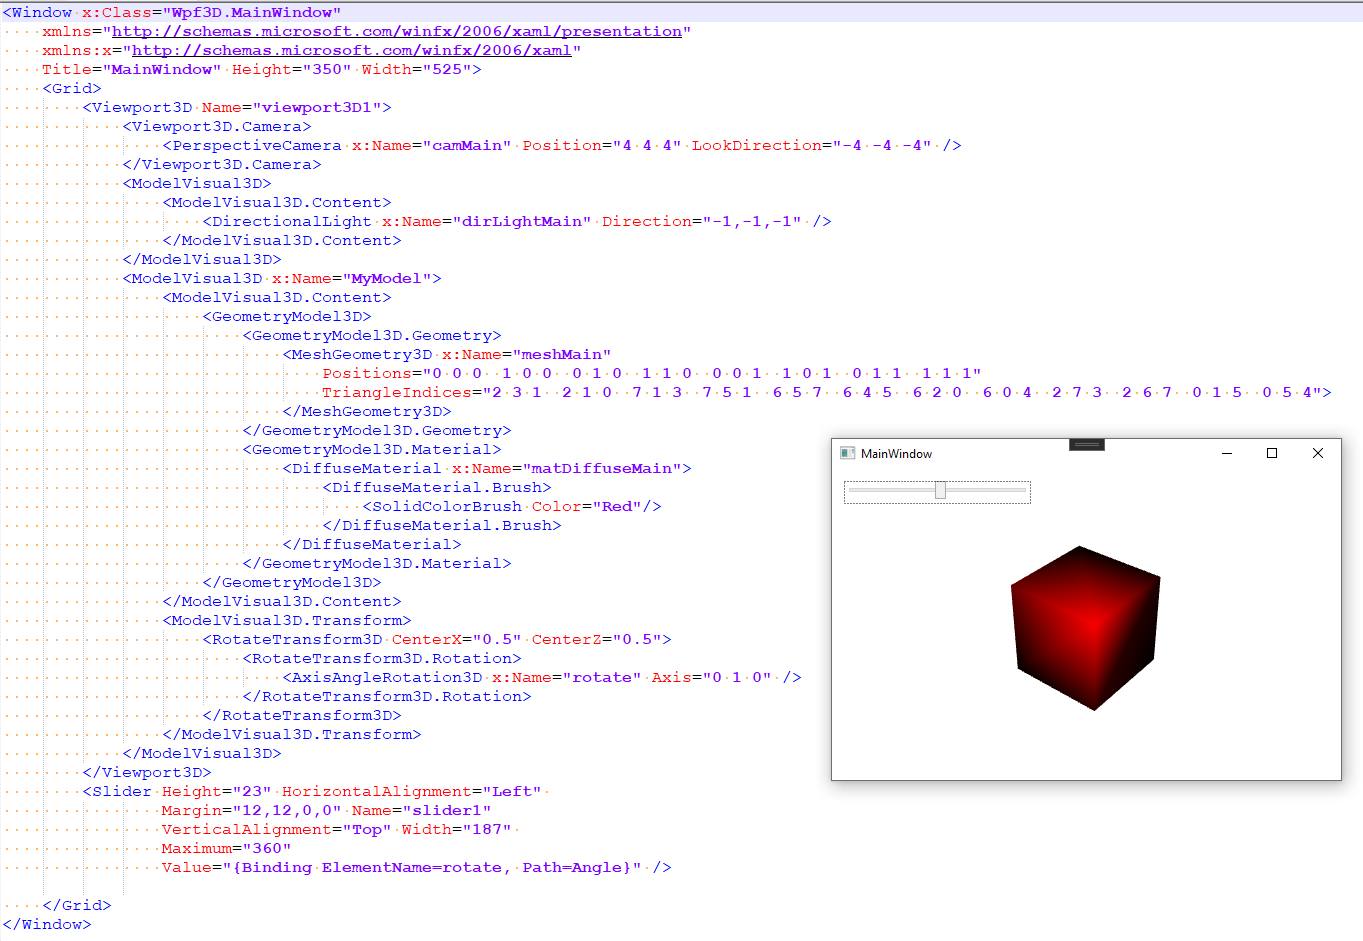 <Window x:Class="Wpf3D.MainWindow"
    xmlns="http://schemas.microsoft.com/winfx/2006/xaml/presentation"
    xmlns:x="http://schemas.microsoft.com/winfx/2006/xaml"
    Title="MainWindow" Height="350" Width="525">
    <Grid>
        <Viewport3D Name="viewport3D1">
            <Viewport3D.Camera>
                <PerspectiveCamera x:Name="camMain" Position="4 4 4" LookDirection="-4 -4 -4" />
            </Viewport3D.Camera>
            <ModelVisual3D>
                <ModelVisual3D.Content>
                    <DirectionalLight x:Name="dirLightMain" Direction="-1,-1,-1" />
                </ModelVisual3D.Content>
            </ModelVisual3D>
            <ModelVisual3D x:Name="MyModel">
                <ModelVisual3D.Content>
                    <GeometryModel3D>
                        <GeometryModel3D.Geometry>
                            <MeshGeometry3D x:Name="meshMain"
                                Positions="0 0 0  1 0 0  0 1 0  1 1 0  0 0 1  1 0 1  0 1 1  1 1 1"
                                TriangleIndices="2 3 1  2 1 0  7 1 3  7 5 1  6 5 7  6 4 5  6 2 0  6 0 4  2 7 3  2 6 7  0 1 5  0 5 4">
                            </MeshGeometry3D>
                        </GeometryModel3D.Geometry>
                        <GeometryModel3D.Material>
                            <DiffuseMaterial x:Name="matDiffuseMain">
                                <DiffuseMaterial.Brush>
                                    <SolidColorBrush Color="Red"/>
                                </DiffuseMaterial.Brush>
                            </DiffuseMaterial>
                        </GeometryModel3D.Material>
                    </GeometryModel3D>
                </ModelVisual3D.Content>
                <ModelVisual3D.Transform>
                    <RotateTransform3D CenterX="0.5" CenterZ="0.5">
                        <RotateTransform3D.Rotation>
                            <AxisAngleRotation3D x:Name="rotate" Axis="0 1 0" />
                        </RotateTransform3D.Rotation>
                    </RotateTransform3D>
                </ModelVisual3D.Transform>
            </ModelVisual3D>
        </Viewport3D>
        <Slider Height="23" HorizontalAlignment="Left" 
                Margin="12,12,0,0" Name="slider1"
                VerticalAlignment="Top" Width="187" 
                Maximum="360"
                Value="{Binding ElementName=rotate, Path=Angle}" />
    </Grid>
</Window>
MainWindow